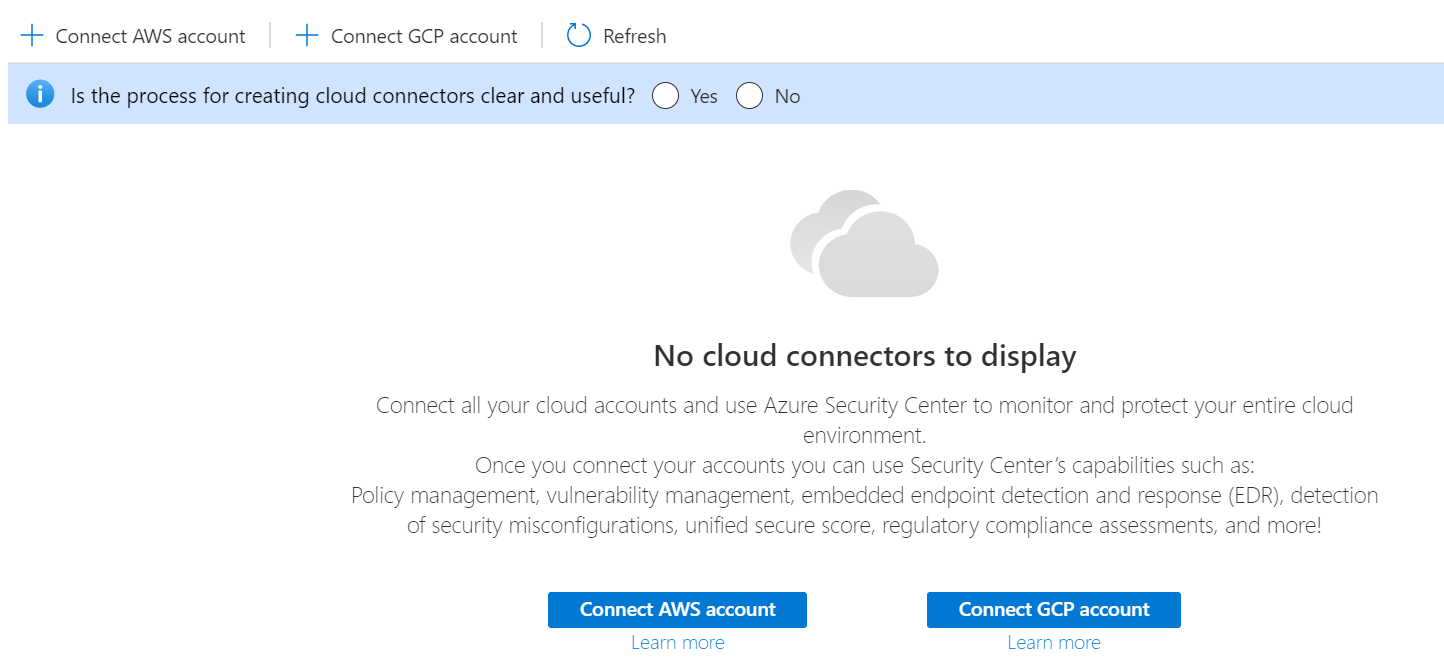 Connect AWS account
Connect GCP account
Refresh
Is the process for creating cloud connectors clear and useful? Yes No
No cloud connectors to display
Connect all your cloud accounts and use Azure Security Center to monitor and protect your entire cloud
environment.
Once you connect your accounts you can use Security Center's capabilities such as:
Policy management, vulnerability management, embedded endpoint detection and response (EDR), detection
of security misconfigurations, unified secure score, regulatory compliance assessments, and more!
Connect AWS account
Connect GCP account
Learn more
Learn more